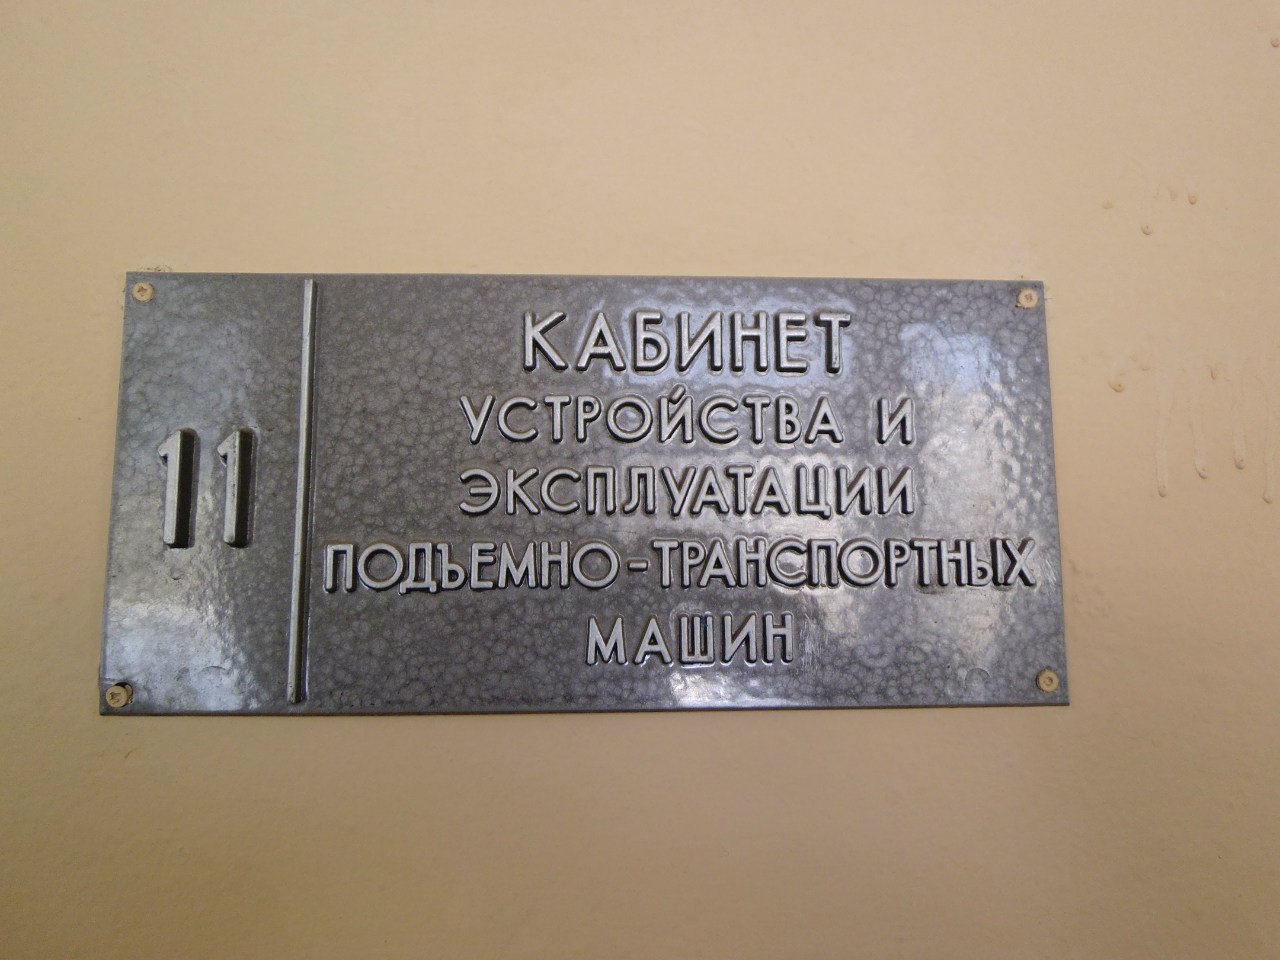 11
КАБИНЕТ
УСТРОЙСТВА И
ЭКСПЛУАТАЦИИ
ПОДЪЕМНО-ТРАНСПОРТНЫХ
МАШИН